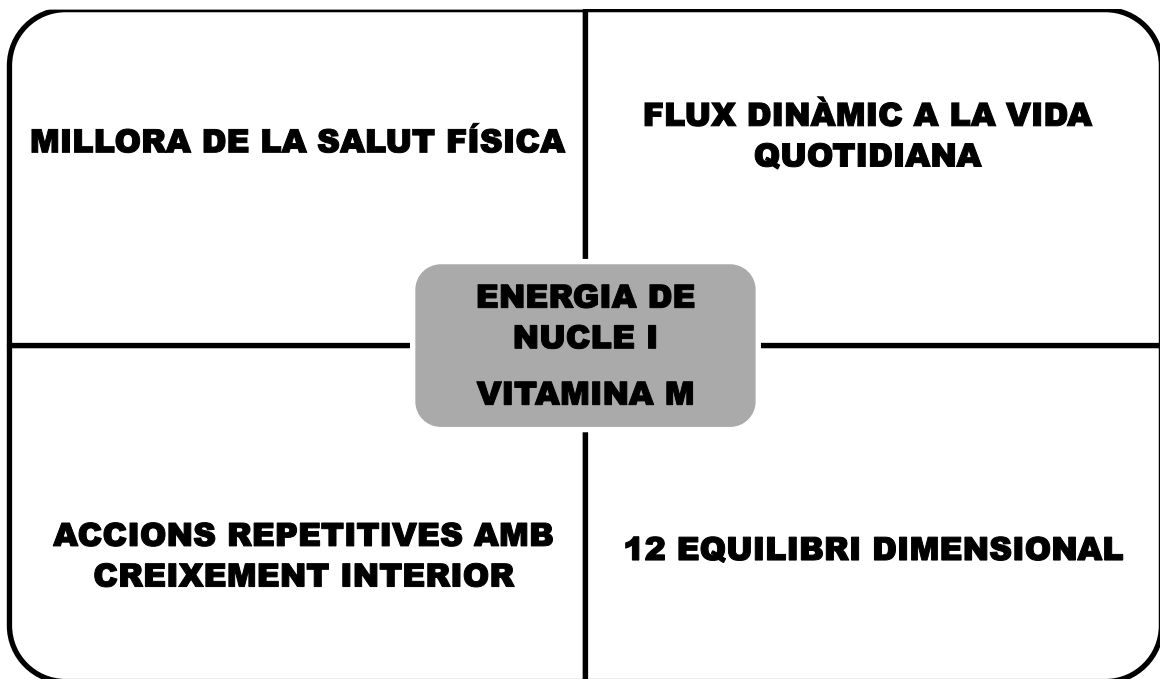 MILLORA DE LA SALUT FÍSICA
FLUX DINÀMIC A LA VIDA
QUOTIDIANA
ENERGIA DE
NUCLE I
VITAMINA M
ACCIONS REPETITIVES AMB
CREIXEMENT INTERIOR
12 EQUILIBRI DIMENSIONAL